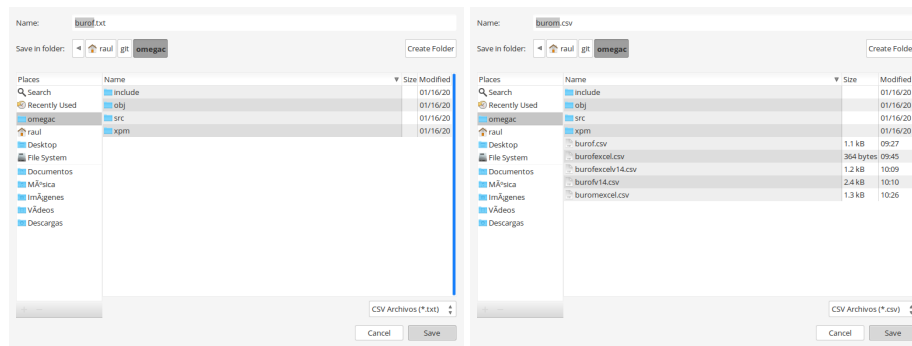 Name: burof.txt
Save in folder: raul git omegac Create Folder
Places Name Size Modified
Search include 01/16/20
Recently Used obj 01/16/20
omegac src 01/16/20
raul xpm 01/16/20
Desktop
File System
Documentos
MÃºsica
ImÃ¡genes
VÃ­deos
Descargas
CSV Archivos (*.txt)
Cancel Save
Name: burom.csv
Save in folder: raul git omegac Create Folde
Places Name Size Modified
Search include 01/16/20
Recently Used obj 01/16/20
omegac src 01/16/20
raul xpm 01/16/20
Desktop burof.csv 1.1 kB 09:27
File System burofexcel.csv 364 bytes 09:45
Documentos burofexcelv14.csv 1.2 kB 10:09
MÃºsica burofv14.csv 2.4 kB 10:10
ImÃ¡genes buromexcel.csv 1.3 kB 10:26
VÃ­deos
Descargas
CSV Archivos (*.csv)
Cancel Save